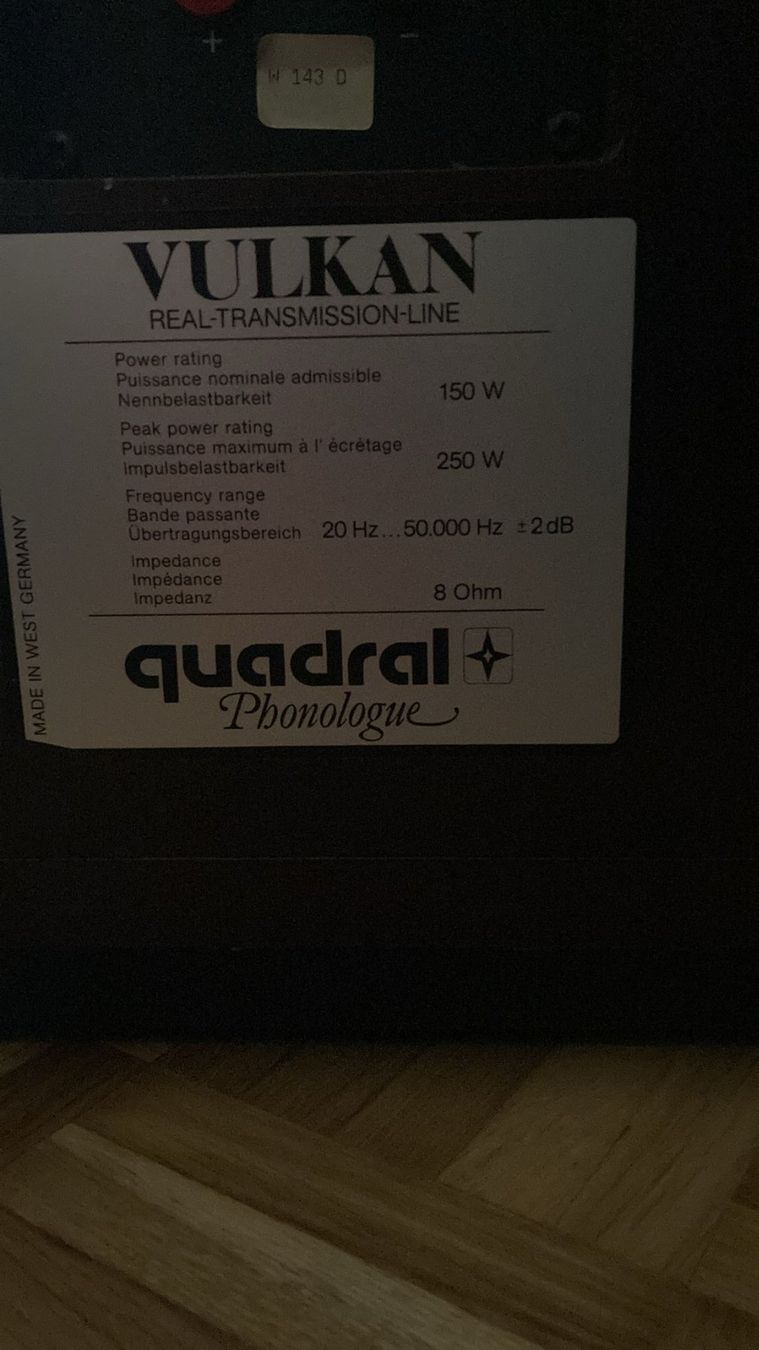 + −
W 143 D
VULKAN
REAL-TRANSMISSION-LINE
Power rating
Puissance nominale admissible
Nennbelastbarkeit 150 W
Peak power rating
Puissance maximum à l' écrêtage
Impulsbelastbarkeit 250 W
Frequency range
Bande passante
Übertragungsbereich 20 Hz...50.000 Hz ±2dB
Impedance
Impédance
Impedanz 8 Ohm
MADE IN WEST GERMANY
quadral
Phonologue